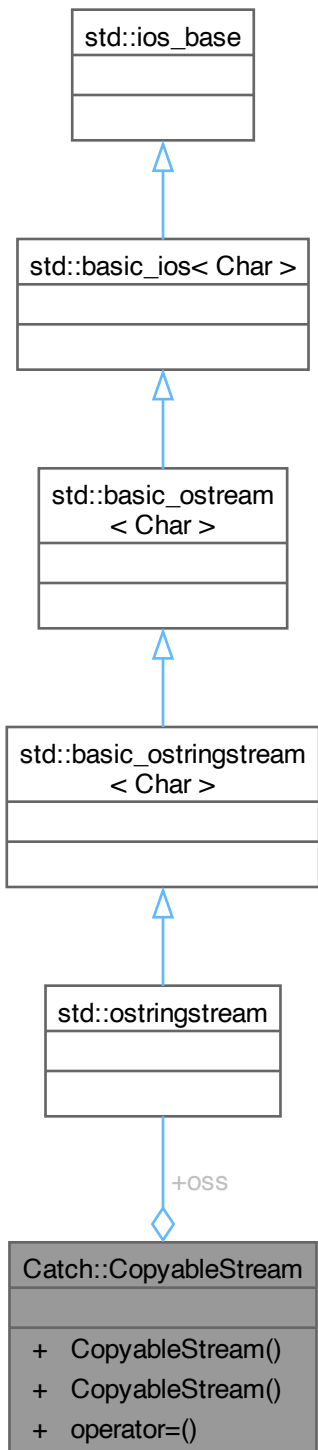 std::ios_base
std::basic_ios< Char >
std::basic_ostream
< Char >
std::basic_ostringstream
< Char >
std::ostringstream
+oss
Catch::CopyableStream
+ CopyableStream()
+ CopyableStream()
+ operator=()